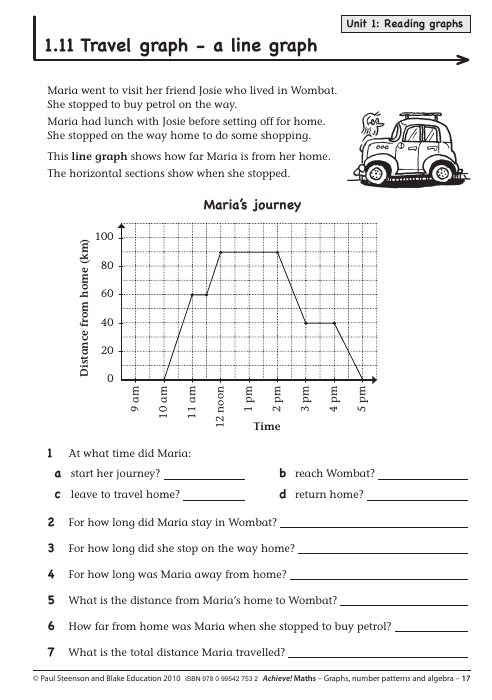 Unit 1: Reading graphs
1.11 Travel graph – a line graph
Maria went to visit her friend Josie who lived in Wombat.
She stopped to buy petrol on the way.
Maria had lunch with Josie before setting off for home.
She stopped on the way home to do some shopping.
This line graph shows how far Maria is from her home.
The horizontal sections show when she stopped.
Maria's journey
Distance from home (km)
100
80
60
40
20
0
9 am
10 am
11 am
12 noon
1 pm
2 pm
3 pm
4 pm
5 pm
Time
1 At what time did Maria:
a start her journey?
b reach Wombat?
c leave to travel home?
d return home?
2 For how long did Maria stay in Wombat?
3 For how long did she stop on the way home?
4 For how long was Maria away from home?
5 What is the distance from Maria's home to Wombat?
6 How far from home was Maria when she stopped to buy petrol?
7 What is the total distance Maria travelled?
© Paul Steenson and Blake Education 2010 ISBN 978 0 99542 753 2 Achieve! Maths – Graphs, number patterns and algebra – 17